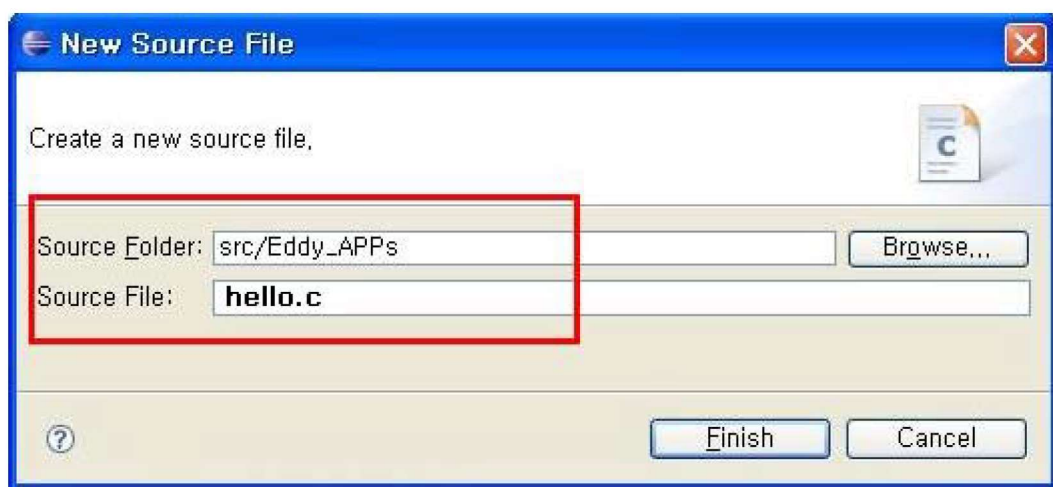 New Source File
Create a new source file,
C
Source Folder: src/Eddy_APPs Browse,,,
Source File: hello.c
? Finish Cancel